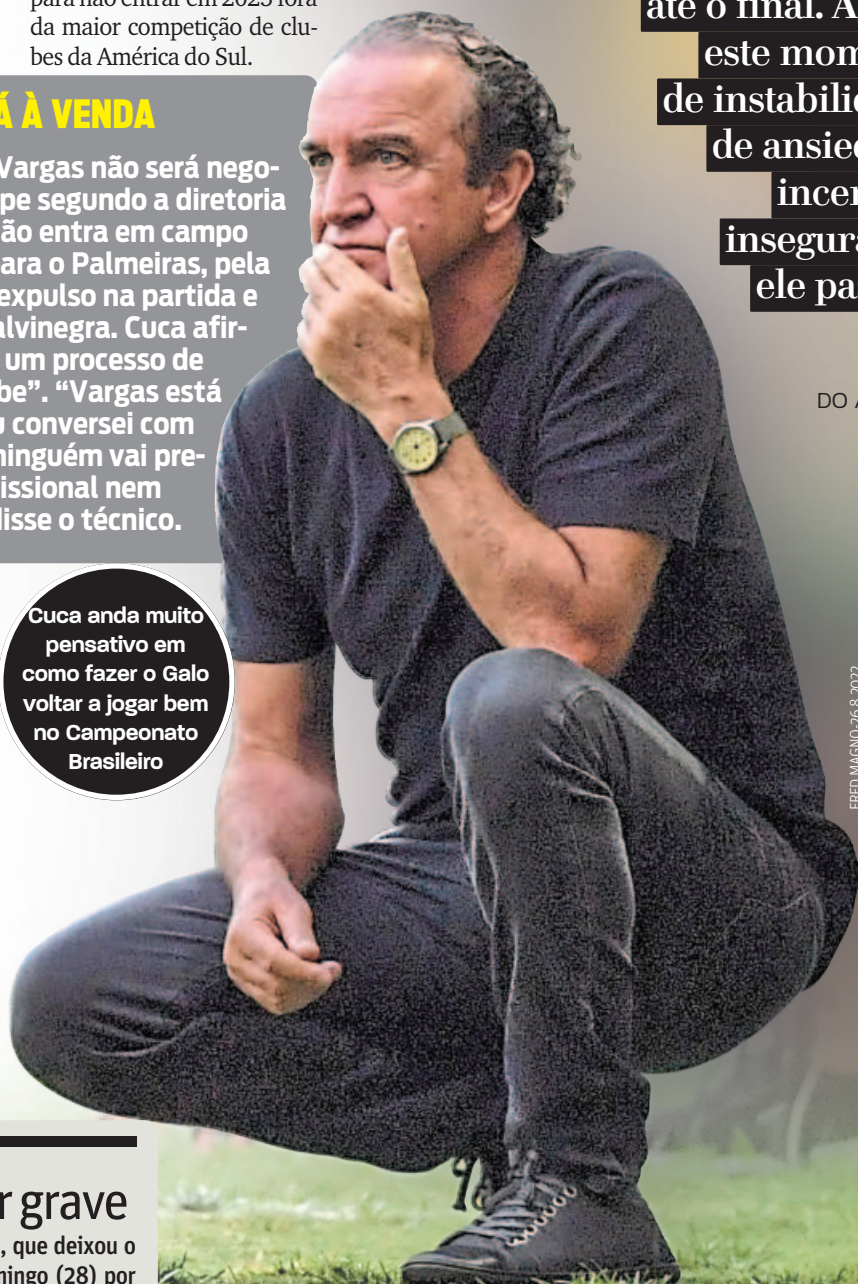 para não entrar em 2023 fora
da maior competição de clu-
bes da América do Sul.
À VENDA
Vargas não será nego-
pe segundo a diretoria
ão entra em campo
ara o Palmeiras, pela
expulso na partida e
alvinegra. Cuca afir-
um processo de
be”. “Vargas está
u conversei com
ninguém vai pre-
issional nem
disse o técnico.
Cuca anda muito
pensativo em
como fazer o Galo
voltar a jogar bem
no Campeonato
Brasileiro
até o final. A
este mom
de instabili
de ansie
incer
insegura
ele pa
DO
FRED MAGNO-26.8.2022
r grave
, que deixou o
mingo (28) por